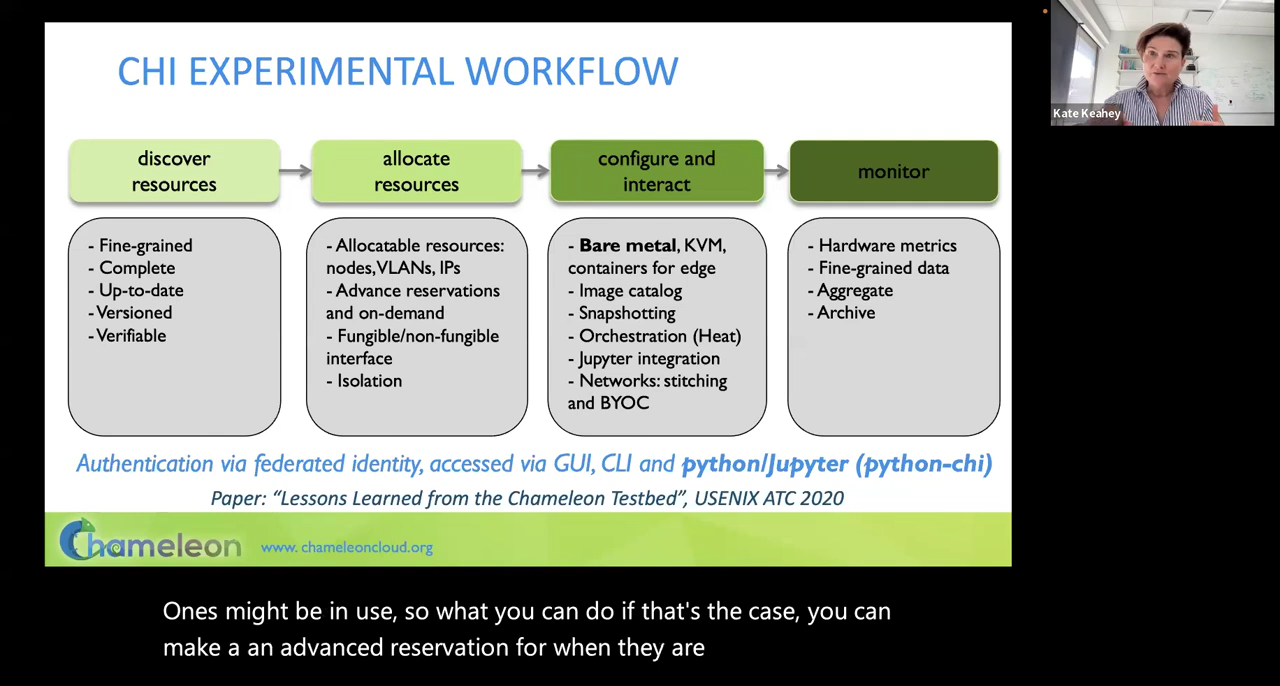 CHI EXPERIMENTAL WORKFLOW
Kate Keahey
discover
resources
allocate
resources
configure and
interact
monitor
- Fine-grained
- Complete
- Up-to-date
- Versioned
- Verifiable
- Allocatable resources:
nodes, VLANs, IPs
- Advance reservations
and on-demand
- Fungible/non-fungible
interface
- Isolation
- Bare metal, KVM,
containers for edge
- Image catalog
- Snapshotting
- Orchestration (Heat)
- Jupyter integration
- Networks: stitching
and BYOC
- Hardware metrics
- Fine-grained data
- Aggregate
- Archive
Authentication via federated identity, accessed via GUI, CLI and python/Jupyter (python-chi)
Paper: “Lessons Learned from the Chameleon Testbed”, USENIX ATC 2020
Chameleon
www. chameleoncloud.org
Ones might be in use, so what you can do if that's the case, you can
make a an advanced reservation for when they are